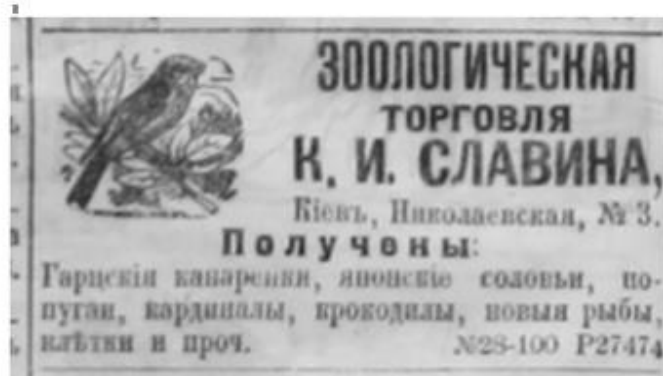 ЗООЛОГИЧЕСКАЯ
ТОРГОВЛЯ
К. И. СЛАВИНА,
Кіевъ, Николаевская, № 3.
Получены:
Гарцскія канарейки, японскіе соловьи, по-
пугаи, кардиналы, крокодилы, новыя рыбы,
клѣтки и проч. №28-100 Р27474